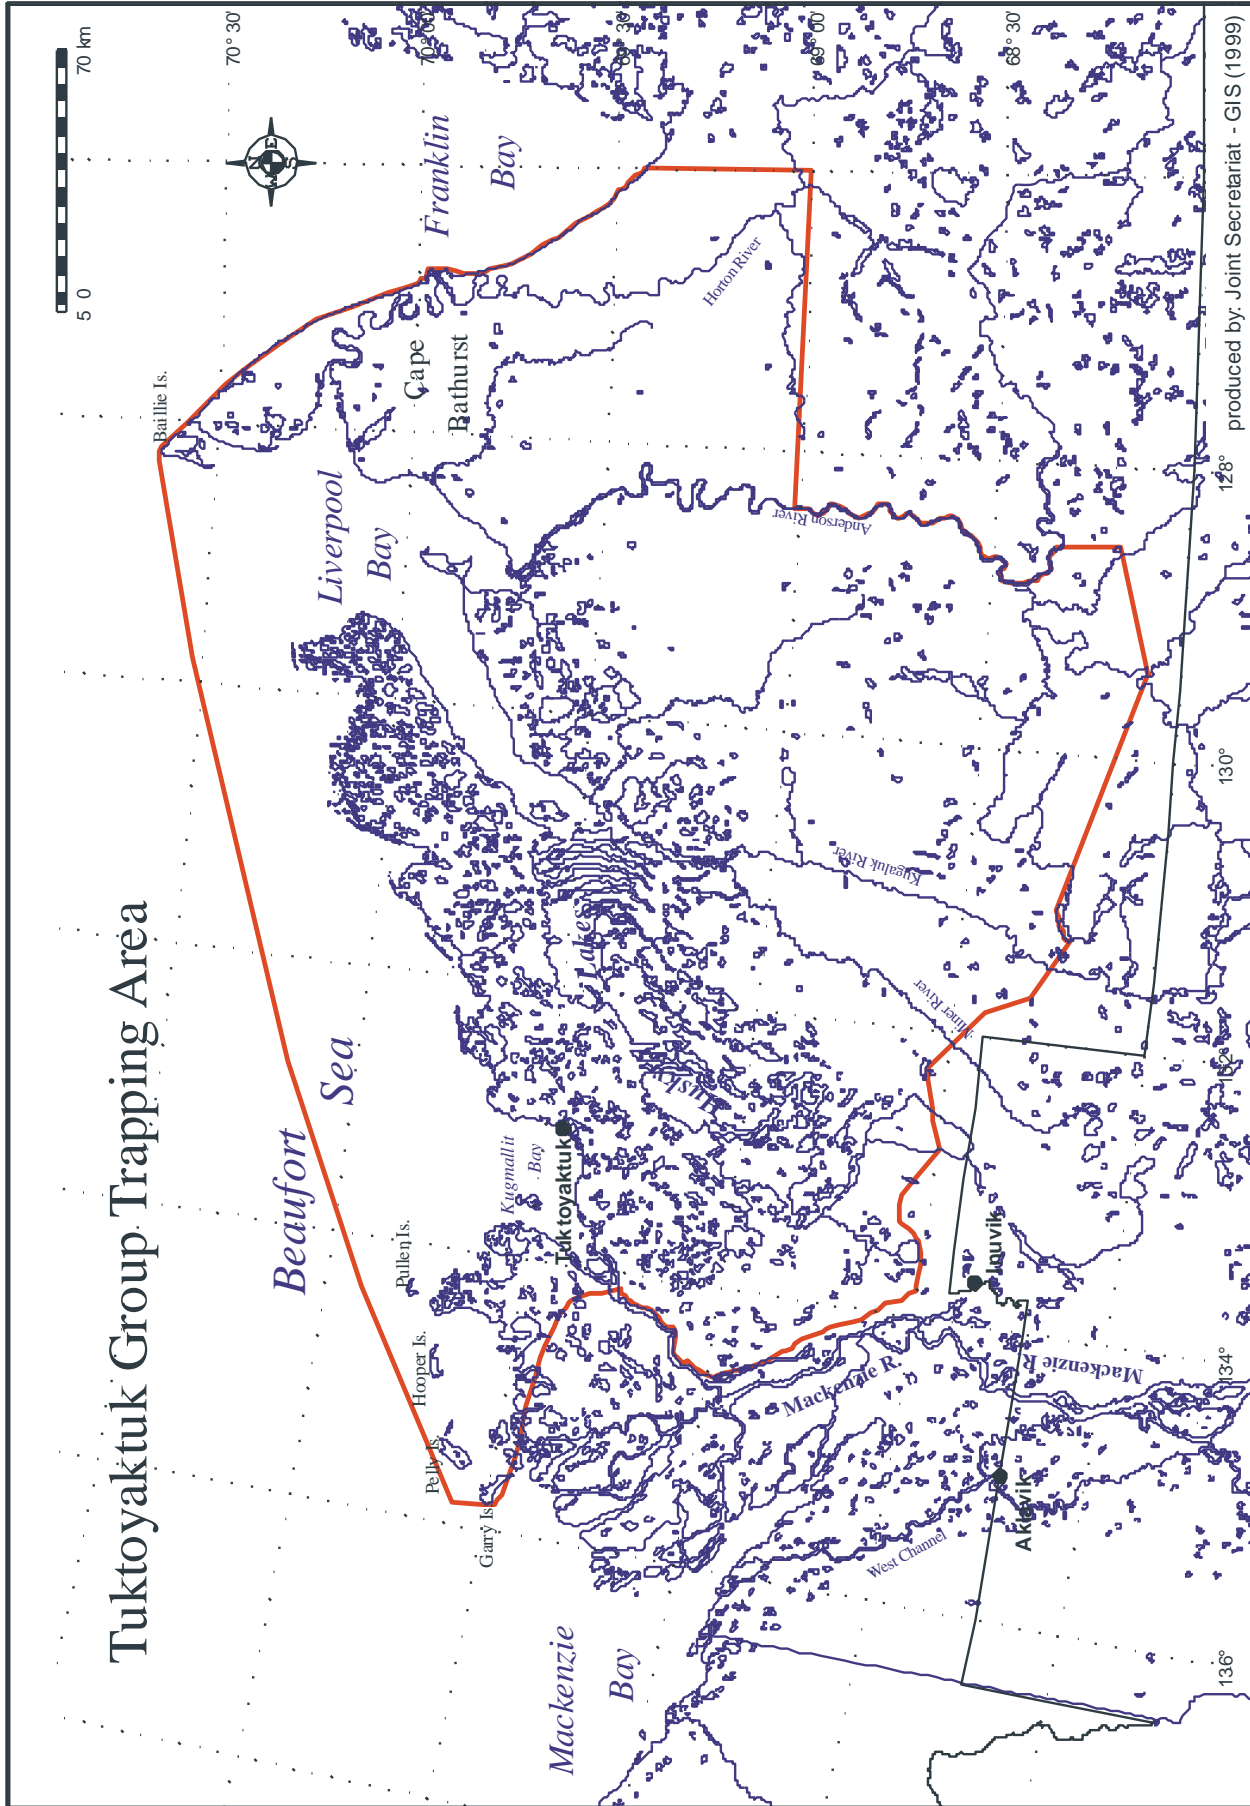 Tuktoyaktuk Group Trapping Area
5 0
70 km
N
E
S
W
70° 30'
70° 00'
69° 30'
69° 00'
68° 30'
Beaufort
Sea
Baillie Is.
Franklin
Bay
Liverpool
Bay
Cape
Bathurst
Horton River
Anderson River
Pullen Is.
Hooper Is.
Pelly Is.
Garry Is.
Kugmallit
Bay
Tuktoyaktuk
Husky
Lakes
Kugaluk River
Miner River
Mackenzie
Bay
Mackenzie R.
Mackenzie R
West Channel
Inuvik
Aklavik
136°
134°
132°
130°
128°
produced by: Joint Secretariat - GIS (1999)